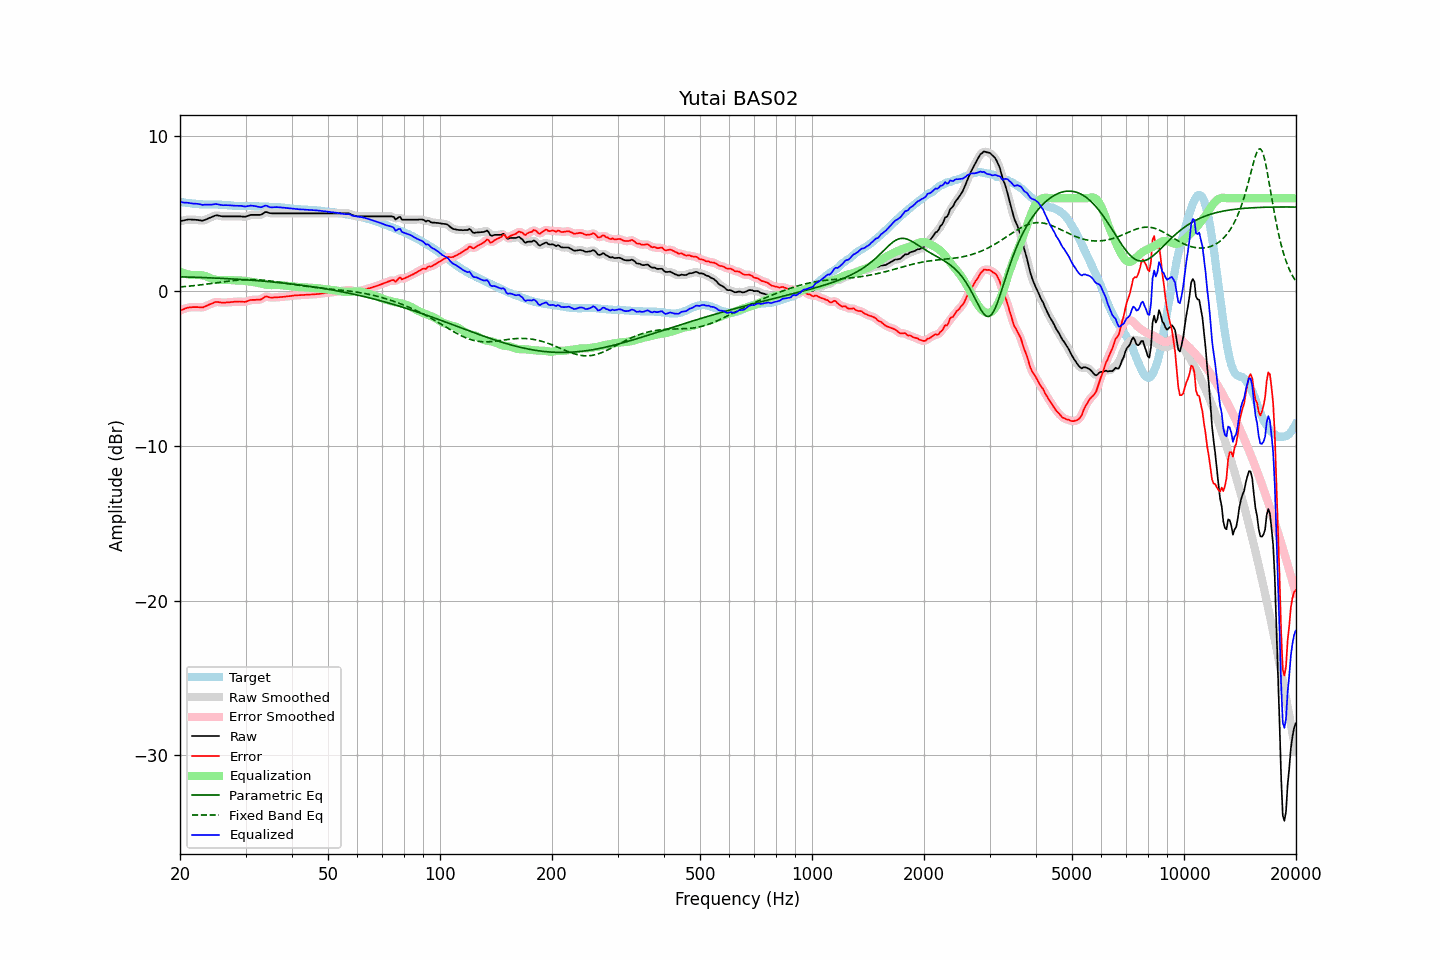 Yutai BAS02
Amplitude (dBr)
10
0
−10
−20
−30
Target
Raw Smoothed
Error Smoothed
Raw
Error
Equalization
Parametric Eq
Fixed Band Eq
Equalized
20 50 100 200 500 1000 2000 5000 10000 20000
Frequency (Hz)